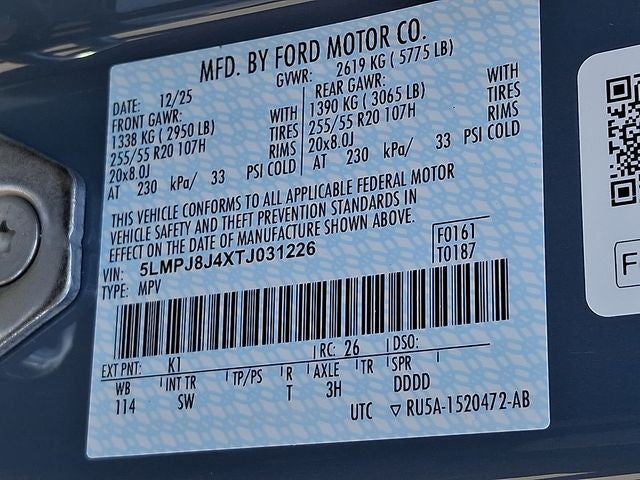 MFD. BY FORD MOTOR CO.
DATE: 12/25 GVWR: 2619 KG ( 5775 LB)
FRONT GAWR: WITH REAR GAWR: WITH
1338 KG ( 2950 LB) TIRES 1390 KG ( 3065 LB) TIRES
255/55 R20 107H RIMS 255/55 R20 107H RIMS
20x8.0J PSI COLD 20x8.0J PSI COLD
AT 230 kPa/ 33 AT 230 kPa/ 33
THIS VEHICLE CONFORMS TO ALL APPLICABLE FEDERAL MOTOR
VEHICLE SAFETY AND THEFT PREVENTION STANDARDS IN
EFFECT ON THE DATE OF MANUFACTURE SHOWN ABOVE.
VIN: 5LMPJ8J4XTJ031226 F0161
TYPE: MPV T0187
EXT PNT: K1 RC: 26 DSO:
WB INT TR TP/PS R AXLE TR SPR
114 SW T 3H DDDD
UTC ▽ RU5A-1520472-AB
F